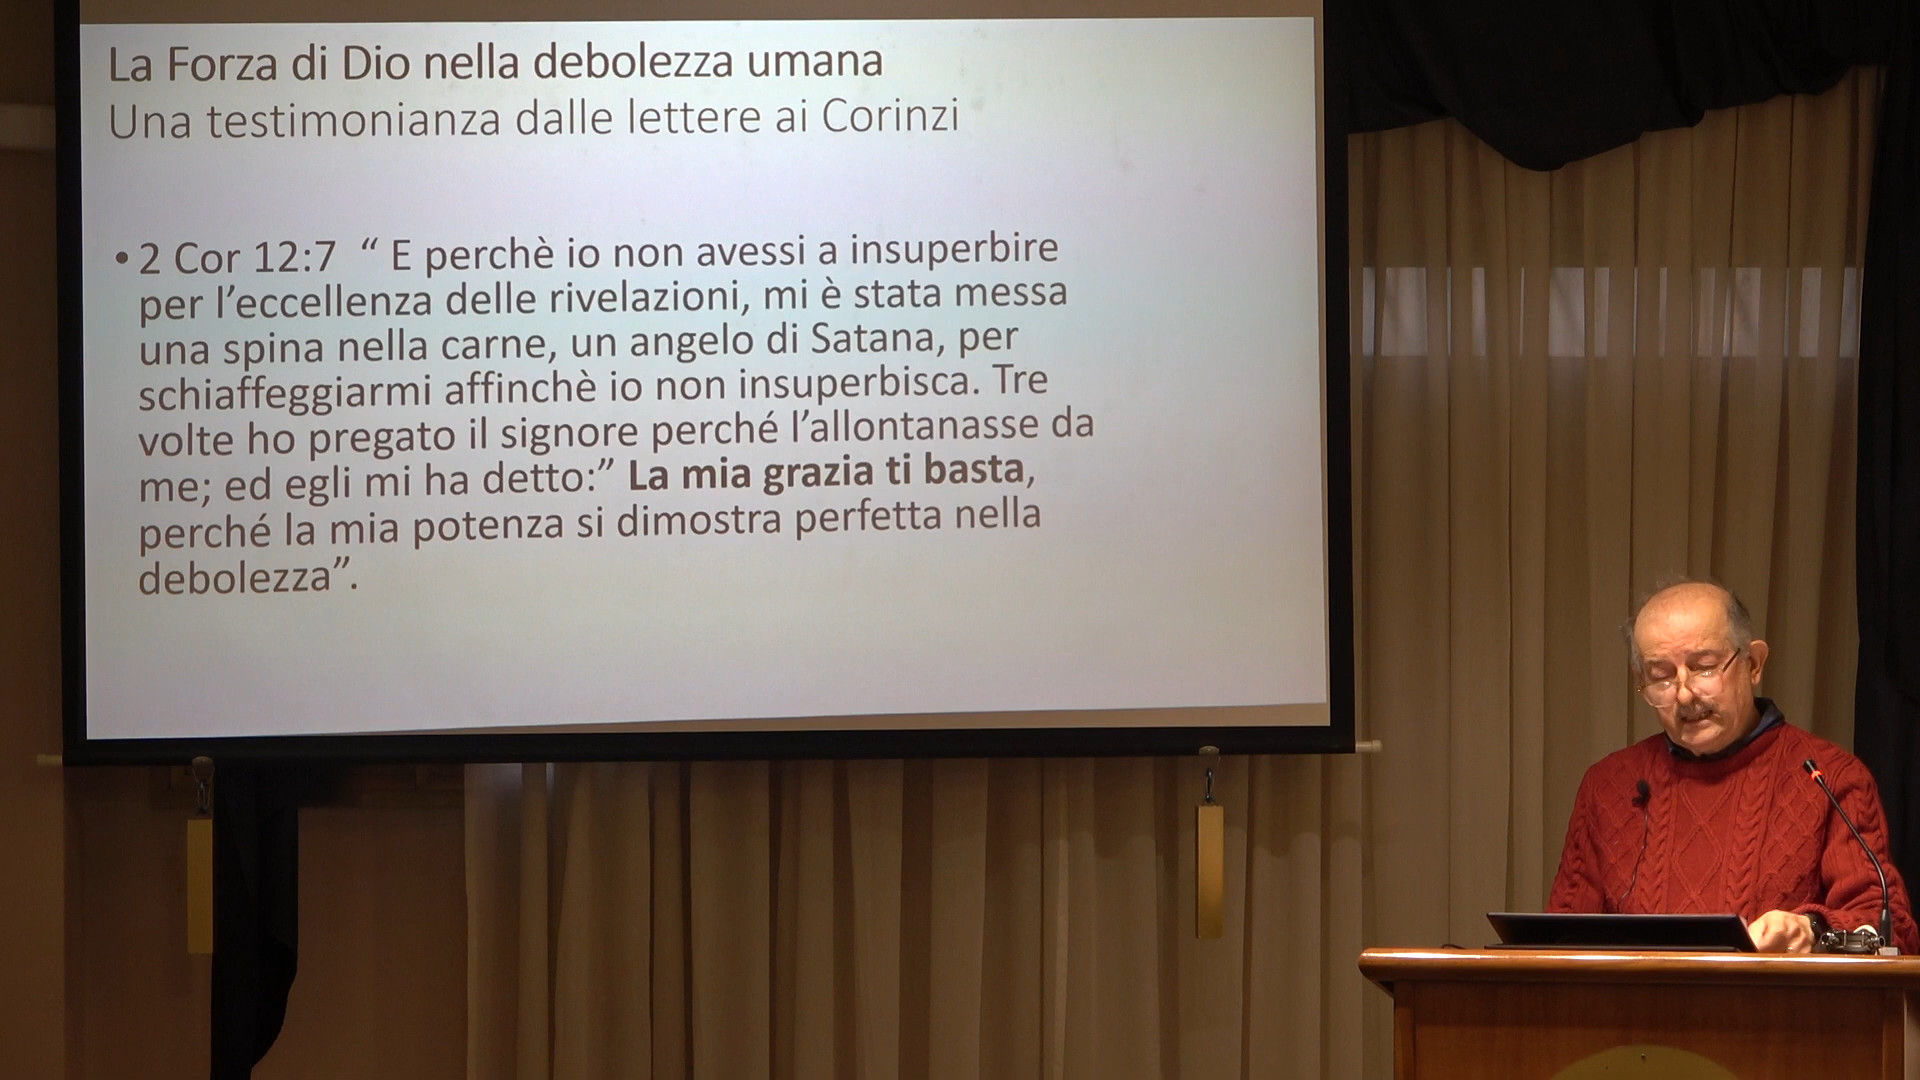 La Forza di Dio nella debolezza umana
Una testimonianza dalle lettere ai Corinzi
• 2 Cor 12:7 “ E perchè io non avessi a insuperbire
per l’eccellenza delle rivelazioni, mi è stata messa
una spina nella carne, un angelo di Satana, per
schiaffeggiarmi affinchè io non insuperbisca. Tre
volte ho pregato il signore perché l’allontanasse da
me; ed egli mi ha detto:” La mia grazia ti basta,
perché la mia potenza si dimostra perfetta nella
debolezza”.